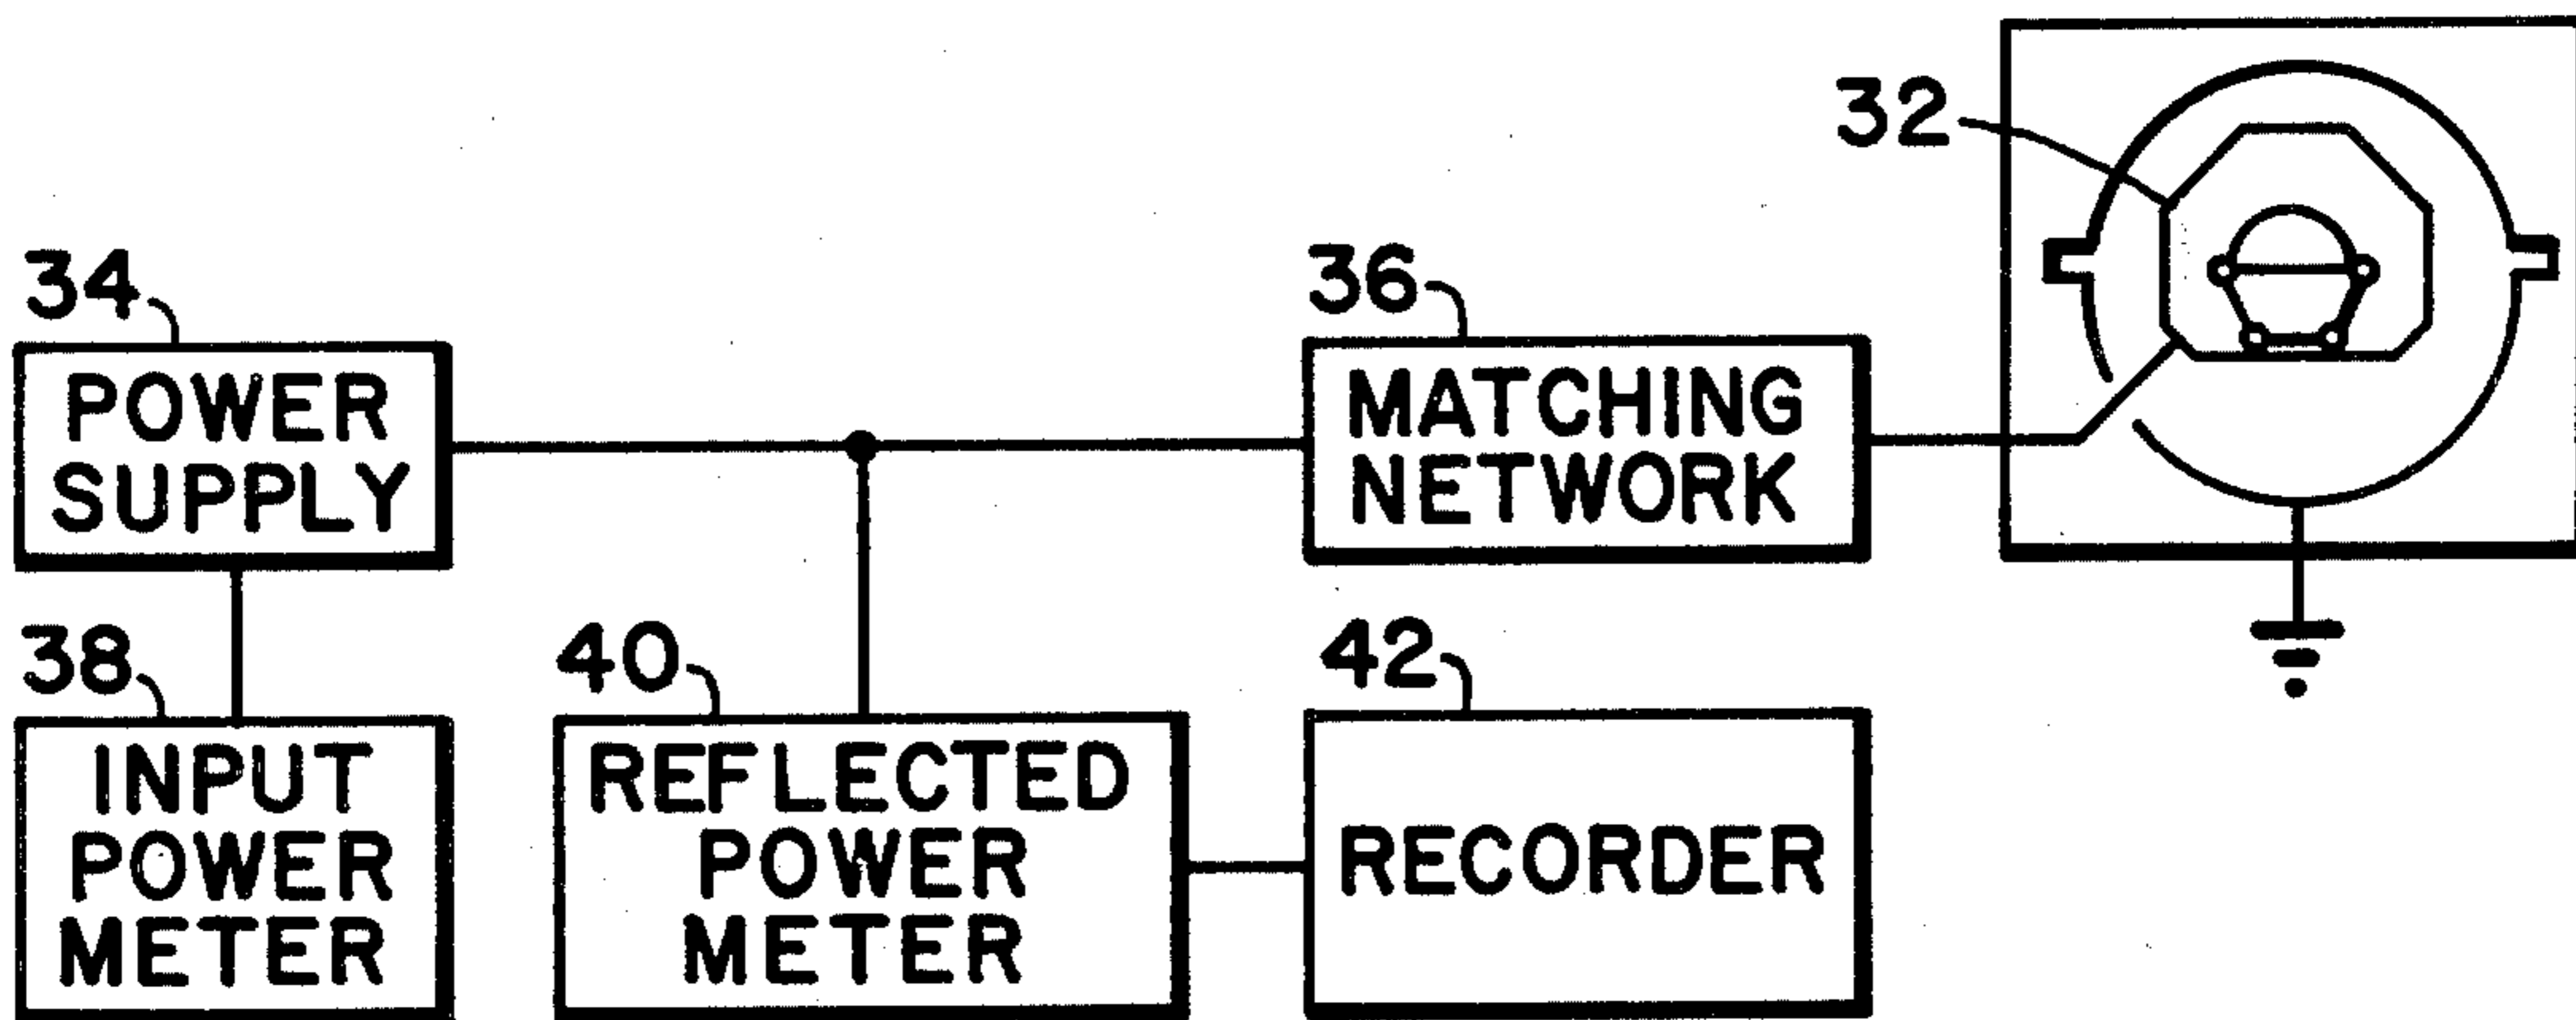 32
34
36
POWER
SUPPLY
MATCHING
NETWORK
38
40
42
INPUT
POWER
METER
REFLECTED
POWER
METER
RECORDER